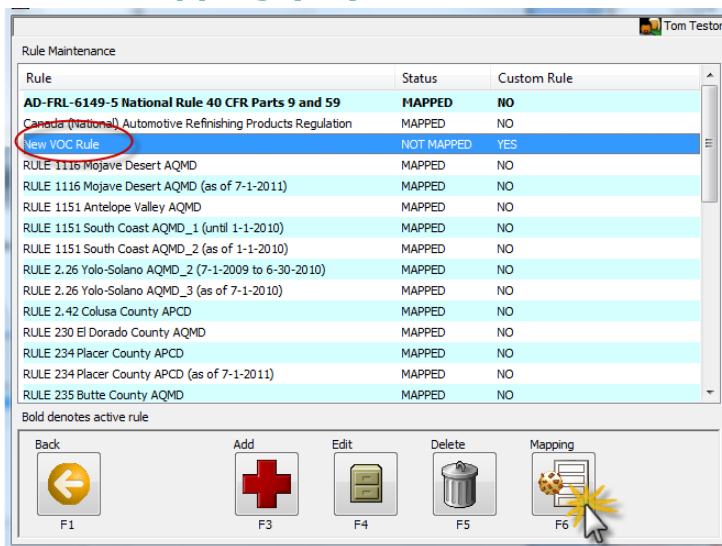 Tom Testor
Rule Maintenance
Rule Status Custom Rule
AD-FRL-6149-5 National Rule 40 CFR Parts 9 and 59 MAPPED NO
Canada (National) Automotive Refinishing Products Regulation MAPPED NO
New VOC Rule NOT MAPPED YES
RULE 1116 Mojave Desert AQMD MAPPED NO
RULE 1116 Mojave Desert AQMD (as of 7-1-2011) MAPPED NO
RULE 1151 Antelope Valley AQMD MAPPED NO
RULE 1151 South Coast AQMD_1 (until 1-1-2010) MAPPED NO
RULE 1151 South Coast AQMD_2 (as of 1-1-2010) MAPPED NO
RULE 2.26 Yolo-Solano AQMD_2 (7-1-2009 to 6-30-2010) MAPPED NO
RULE 2.26 Yolo-Solano AQMD_3 (as of 7-1-2010) MAPPED NO
RULE 2.42 Colusa County APCD MAPPED NO
RULE 230 El Dorado County AQMD MAPPED NO
RULE 234 Placer County APCD MAPPED NO
RULE 234 Placer County APCD (as of 7-1-2011) MAPPED NO
RULE 235 Butte County AQMD MAPPED NO
Bold denotes active rule
Back Add Edit Delete Mapping
F1 F3 F4 F5 F6